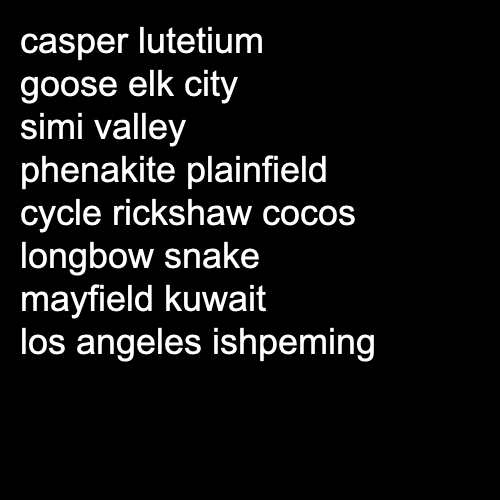 casper lutetium
goose elk city
simi valley
phenakite plainfield
cycle rickshaw cocos
longbow snake
mayfield kuwait
los angeles ishpeming